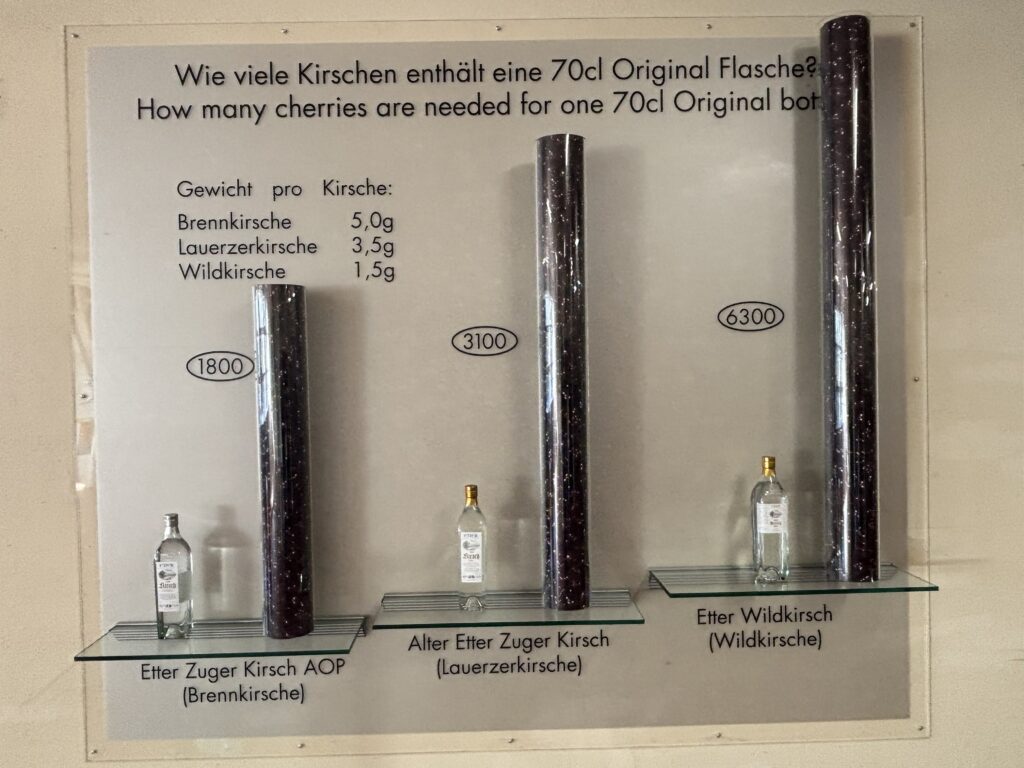 Wie viele Kirschen enthält eine 70cl Original Flasche?
How many cherries are needed for one 70cl Original
Gewicht pro Kirsche:
Brennkirsche 5,0g
Lauerzerkirsche 3,5g
Wildkirsche 1,5g
1800
3100
6300
Kirsch
Kirsch
Etter Zuger Kirsch AOP
(Brennkirsche)
Alter Etter Zuger Kirsch
(Lauerzerkirsche)
Etter Wildkirsch
(Wildkirsche)